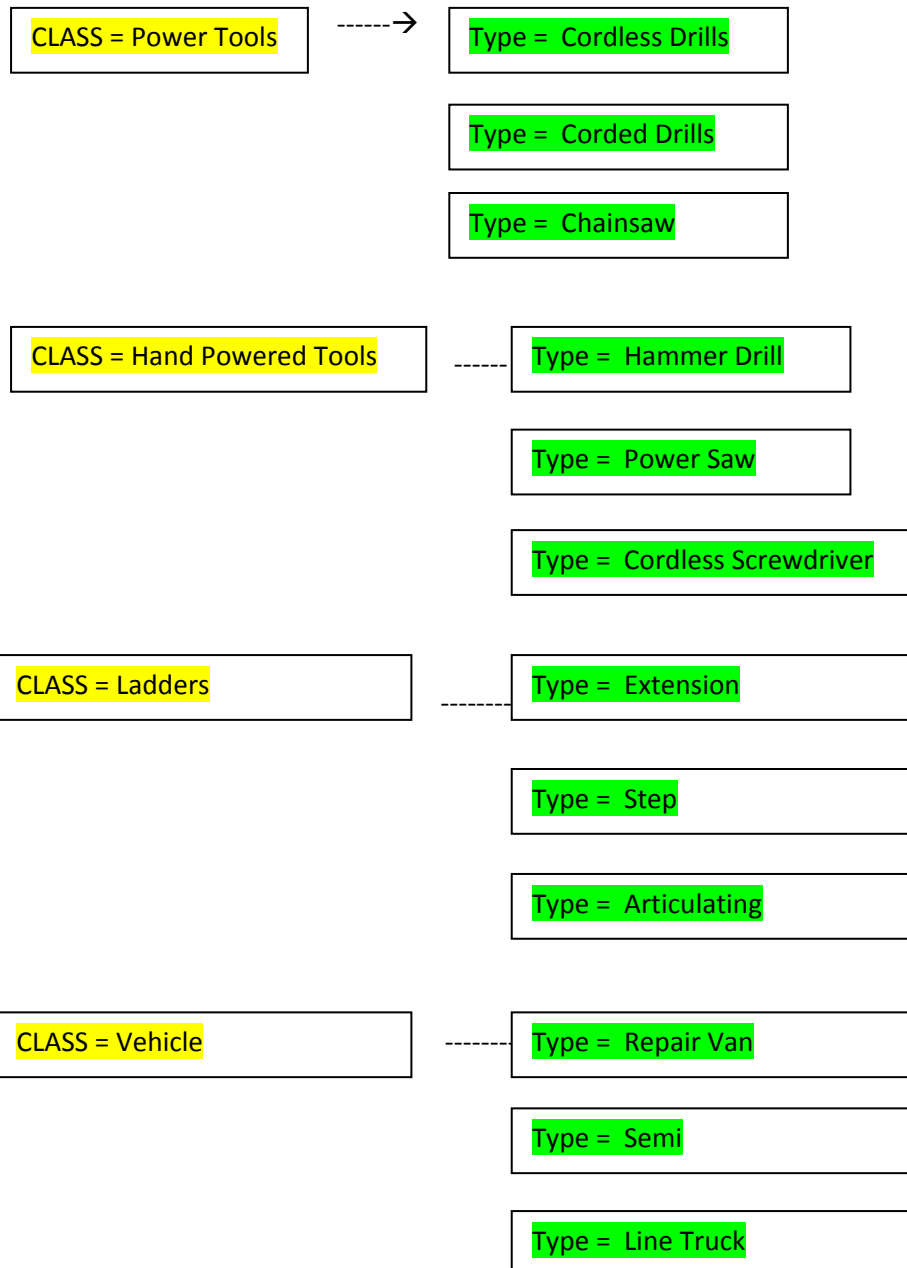 CLASS = Power Tools ------→ Type =  Cordless Drills
Type =  Corded Drills
Type =  Chainsaw
CLASS = Hand Powered Tools ------ Type =  Hammer Drill
Type =  Power Saw
Type =  Cordless Screwdriver
CLASS = Ladders -------- Type =  Extension
Type =  Step
Type =  Articulating
CLASS = Vehicle -------- Type =  Repair Van
Type =  Semi
Type =  Line Truck